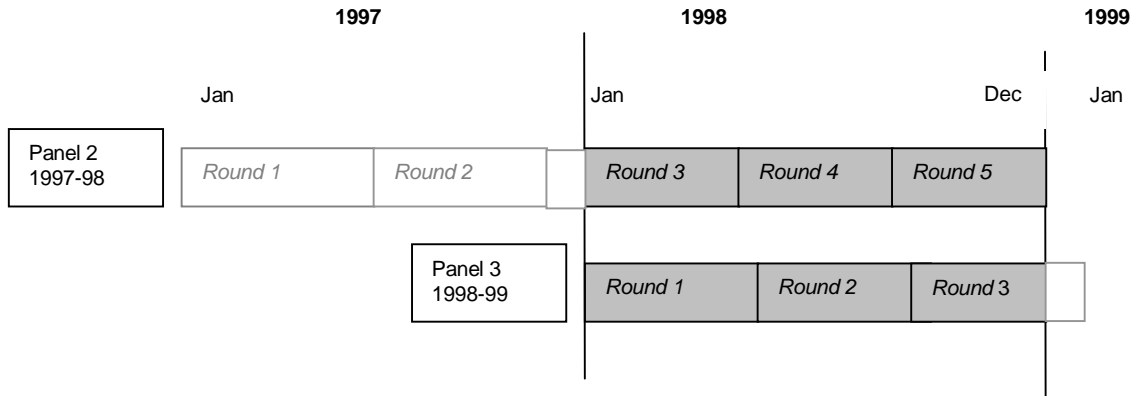 1997 1998 1999
Jan Jan Dec Jan
Panel 2
1997-98
Round 1 Round 2 Round 3 Round 4 Round 5
Panel 3
1998-99
Round 1 Round 2 Round 3